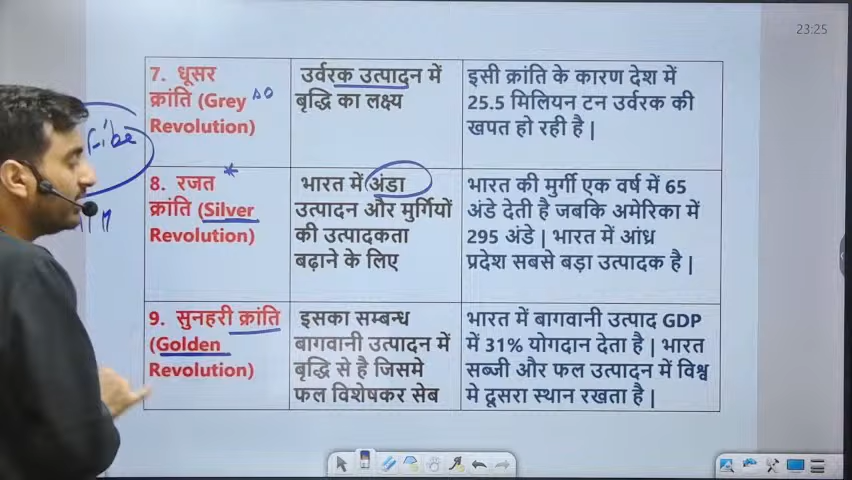 23:25
7. धूसर
क्रांति (Grey
Revolution)
उर्वरक उत्पादन में
बृद्धि का लक्ष्य
इसी क्रांति के कारण देश में
25.5 मिलियन टन उर्वरक की
खपत हो रही है |
8. रजत
क्रांति (Silver
Revolution)
भारत में अंडा
उत्पादन और मुर्गियों
की उत्पादकता
बढ़ाने के लिए
भारत की मुर्गी एक वर्ष में 65
अंडे देती है जबकि अमेरिका में
295 अंडे | भारत में आंध्र
प्रदेश सबसे बड़ा उत्पादक है |
9. सुनहरी क्रांति
(Golden
Revolution)
इसका सम्बन्ध
बागवानी उत्पादन में
बृद्धि से है जिसमे
फल विशेषकर सेब
भारत में बागवानी उत्पाद GDP
में 31% योगदान देता है | भारत
सब्जी और फल उत्पादन में विश्व
मे दूसरा स्थान रखता है |